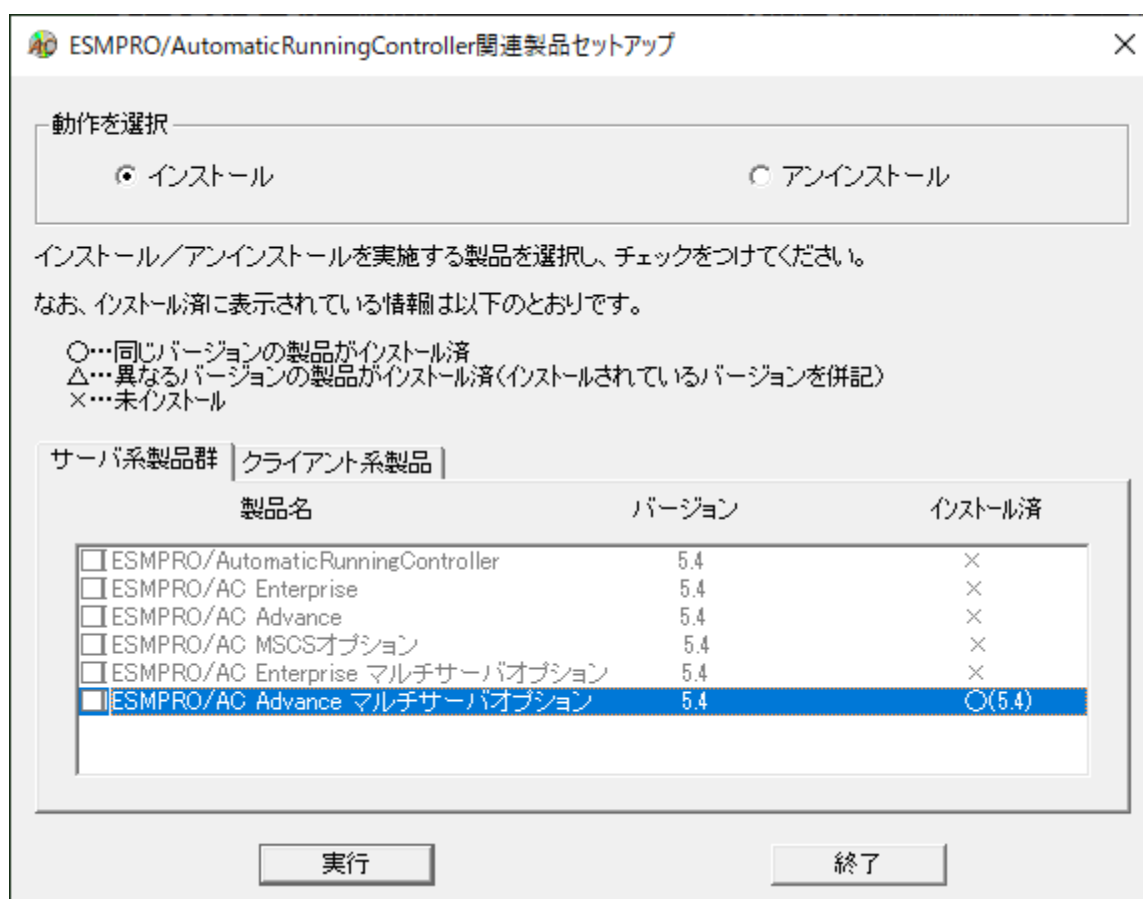 ESMPRO/AutomaticRunningController関連製品セットアップ
動作を選択
インストール アンインストール
インストール／アンインストールを実施する製品を選択し、チェックをつけてください。
なお、インストール済に表示されている情報は以下のとおりです。
○…同じバージョンの製品がインストール済
△…異なるバージョンの製品がインストール済(インストールされているバージョンを併記)
×…未インストール
サーバ系製品群 クライアント系製品
製品名 バージョン インストール済
ESMPRO/AutomaticRunningController 5.4 ×
ESMPRO/AC Enterprise 5.4 ×
ESMPRO/AC Advance 5.4 ×
ESMPRO/AC MSCSオプション 5.4 ×
ESMPRO/AC Enterprise マルチサーバオプション 5.4 ×
ESMPRO/AC Advance マルチサーバオプション 5.4 ○(5.4)
実行 終了